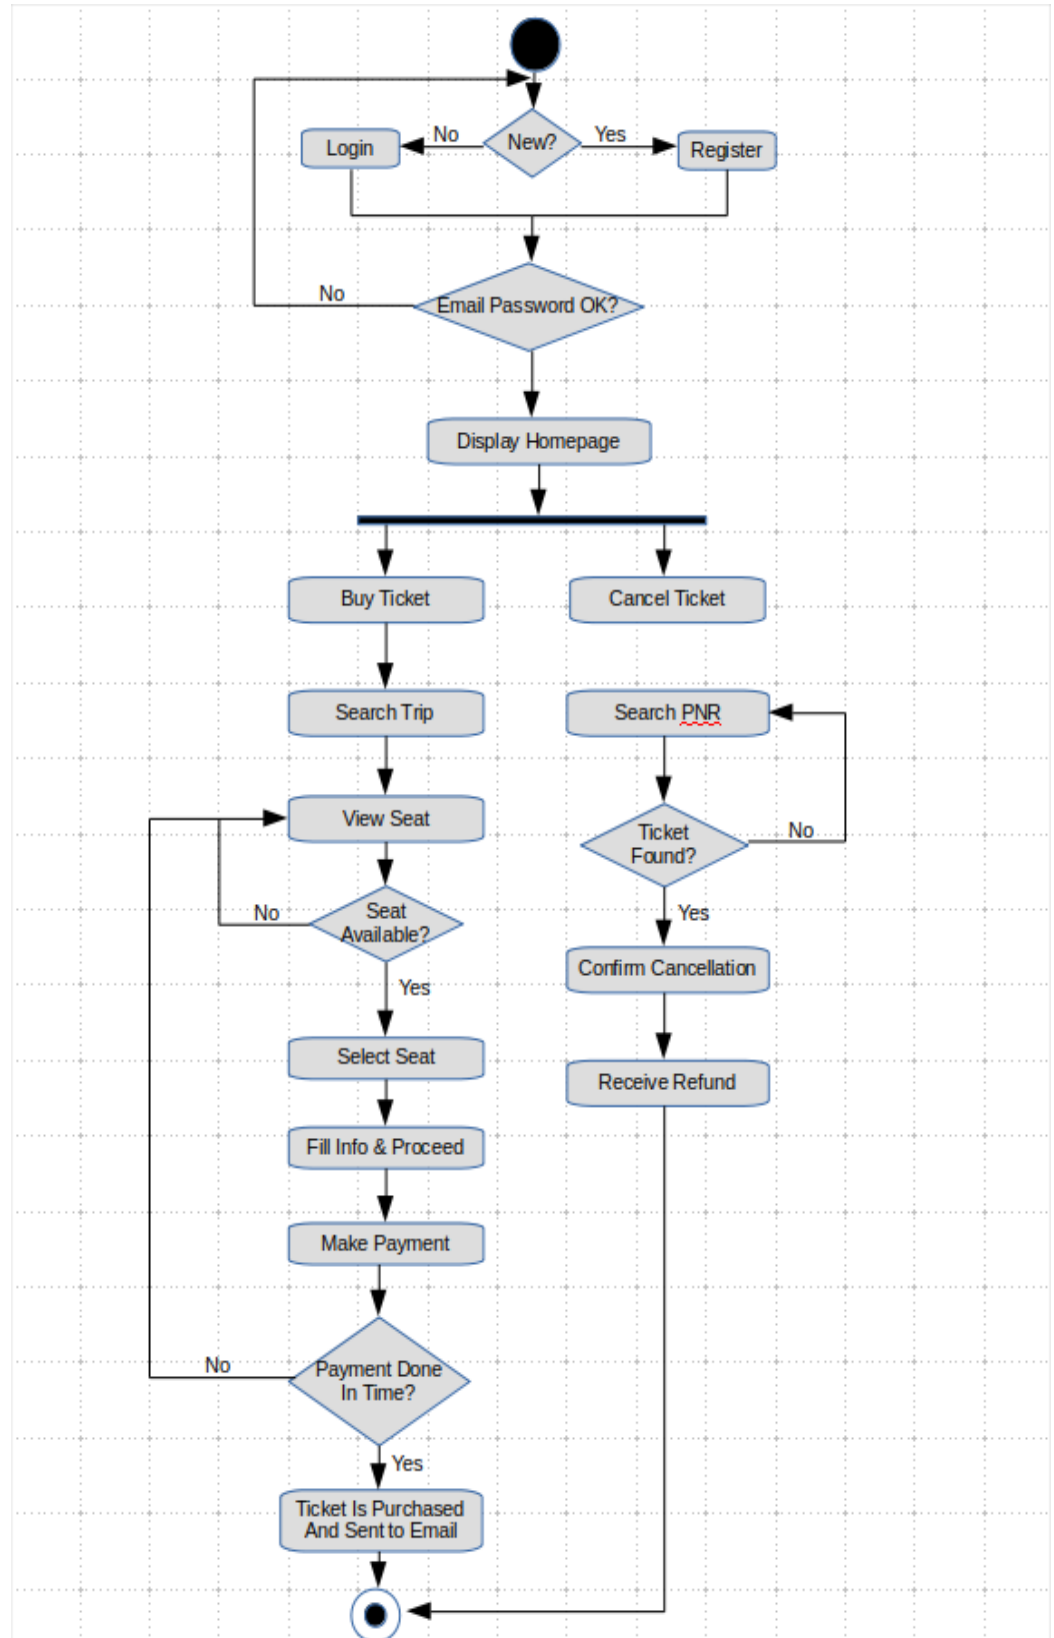 No
New?
Yes
Login
Register
No
Email Password OK?
Display Homepage
Buy Ticket
Cancel Ticket
Search Trip
Search PNR
View Seat
Ticket
Found?
No
Seat
Available?
No
Yes
Yes
Confirm Cancellation
Select Seat
Receive Refund
Fill Info & Proceed
Make Payment
Payment Done
In Time?
No
Yes
Ticket Is Purchased
And Sent to Email